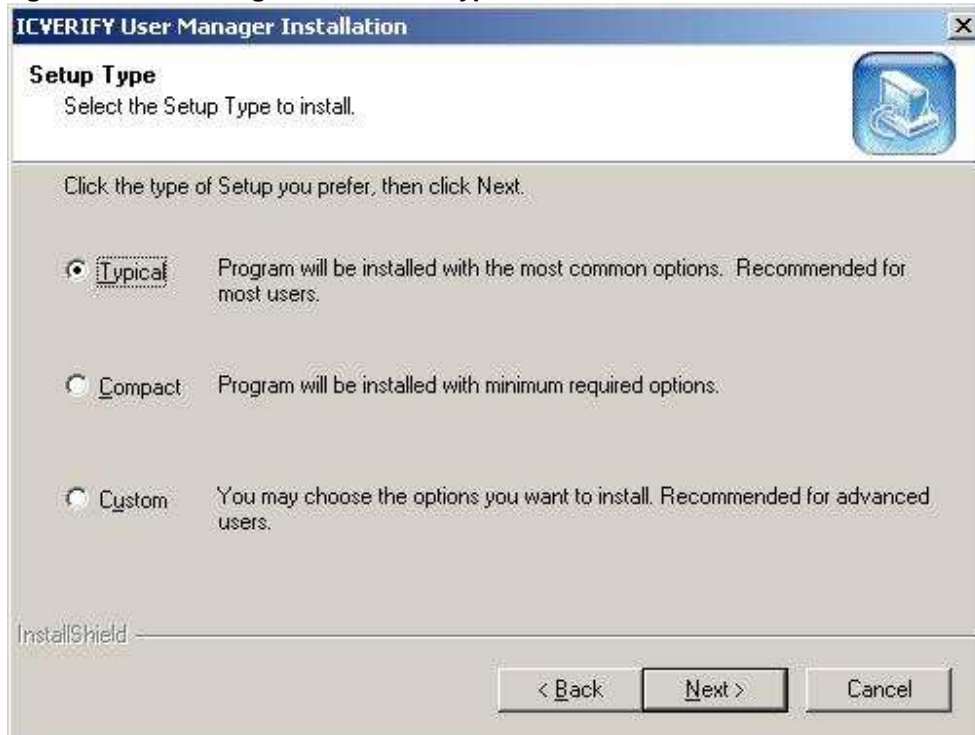 ICVERIFY User Manager Installation
Setup Type
Select the Setup Type to install.
Click the type of Setup you prefer, then click Next.
Typical
Program will be installed with the most common options. Recommended for
most users.
Compact
Program will be installed with minimum required options.
Custom
You may choose the options you want to install. Recommended for advanced
users.
InstallShield
< Back
Next >
Cancel